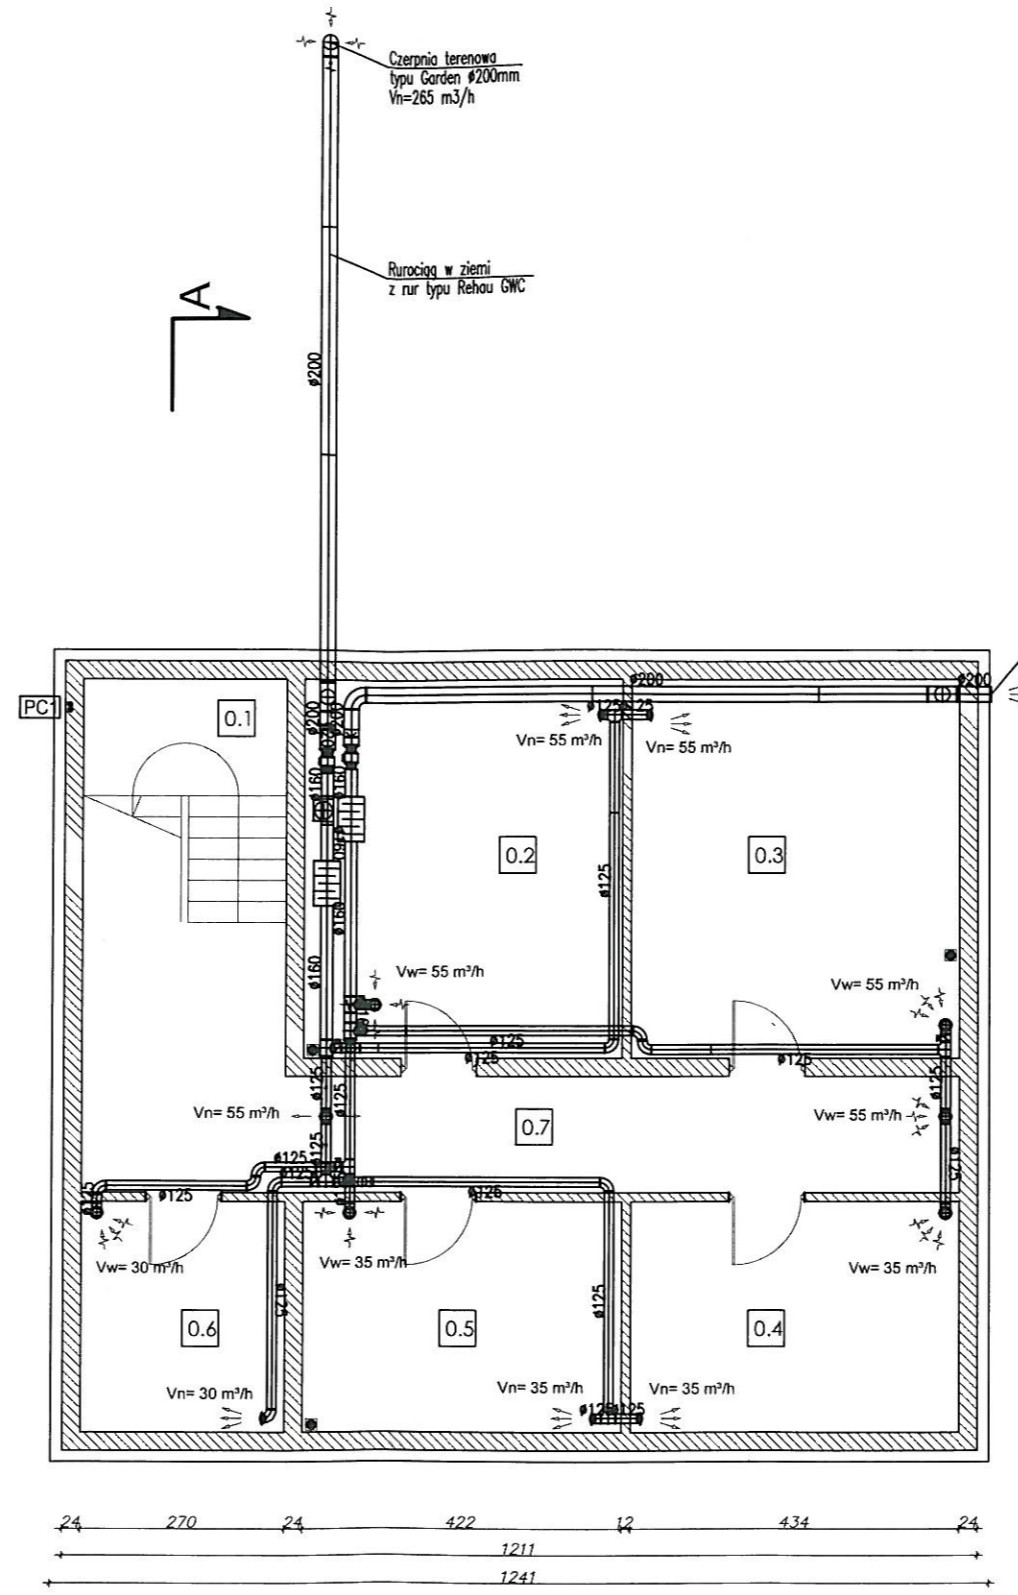 Czerpnia terenowa
typu Garden ø200mm
Vn=265 m3/h
Rurociąg w ziemi
z rur typu Rehau GWC
A
ø200
PC1
0.1
ø200
ø200
ø200
ø200
ø125
ø125
Vn= 55 m³/h
Vn= 55 m³/h
ø160
ø160
ø160
0.2
0.3
ø125
ø160
ø160
Vw= 55 m³/h
Vw= 55 m³/h
ø125
ø125
ø125
ø125
ø125
ø125
Vn= 55 m³/h
Vw= 55 m³/h
0.7
ø125
ø125
ø125
ø125
ø125
ø125
Vw= 30 m³/h
Vw= 35 m³/h
Vw= 35 m³/h
ø125
ø125
0.6
0.5
0.4
Vn= 30 m³/h
Vn= 35 m³/h
Vn= 35 m³/h
ø125
ø125
24 270 24 422 12 434 24
1211
1241